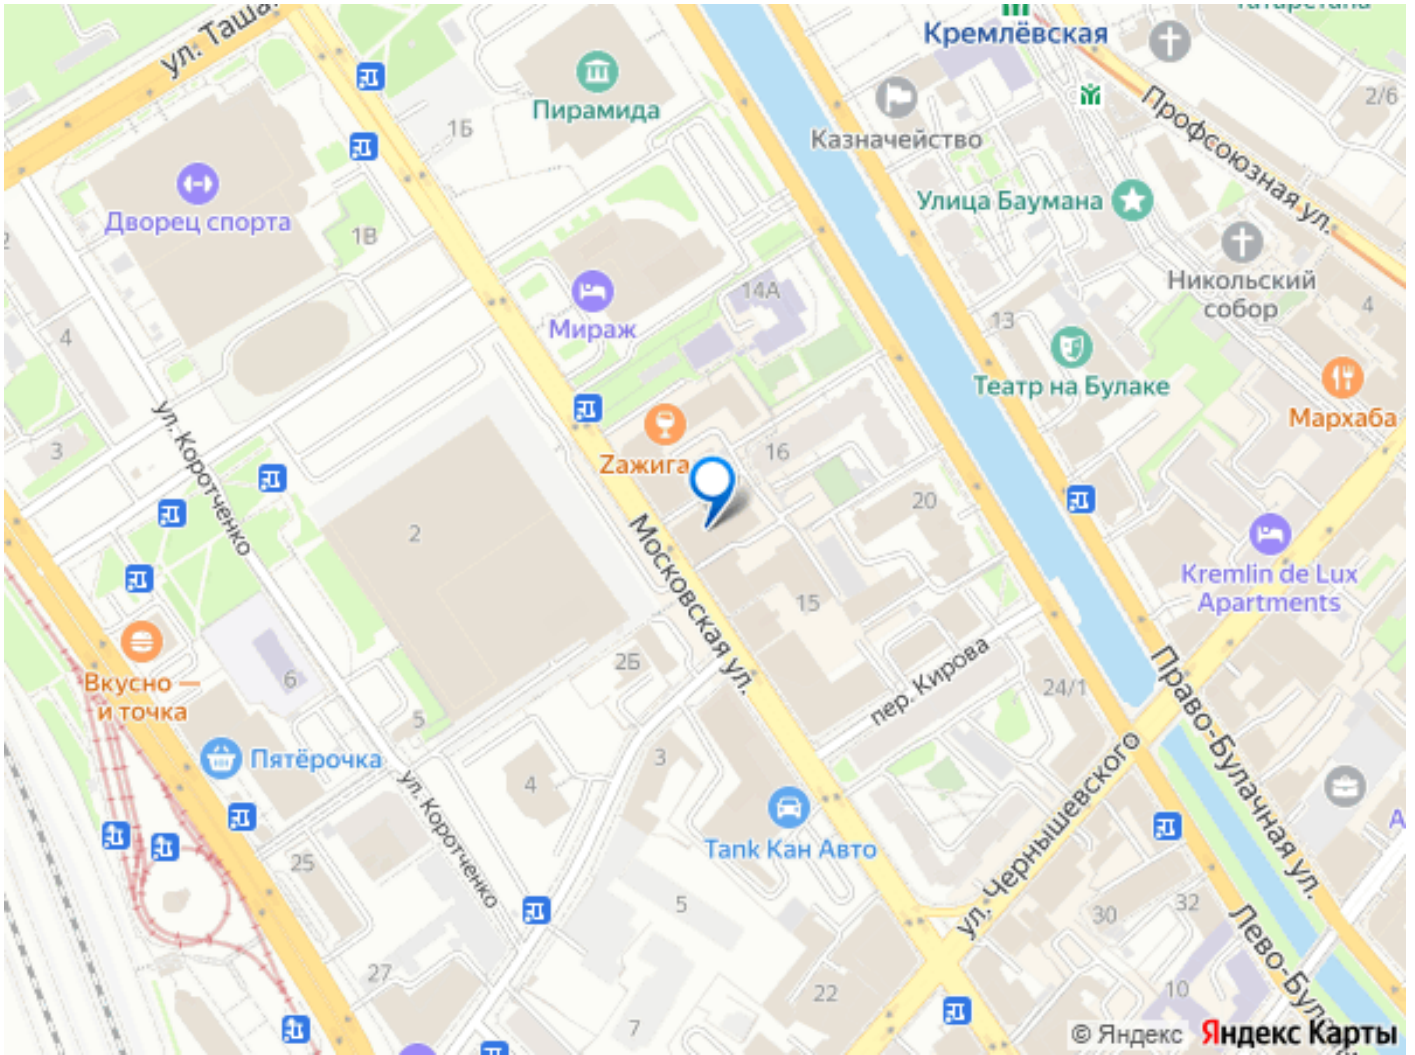 ул. Таша
Кремлёвская
2/6
Профсоюзная ул.
1Б
Пирамида
Казначейство
Улица Баумана
Дворец спорта
1В
Никольский
собор
14А
Мираж
13
4
4
Театр на Булаке
Мархаба
ул. Коротченко
3
Zажига
16
20
2
Московская ул.
Kremlin de Lux
Apartments
15
пер. Кирова
2Б
6
24/1
Вкусно —
и точка
5
Право-Булачная ул.
Пятёрочка
3
4
ул. Коротченко
ул. Чернышевского
Tank Кан Авто
А
25
5
30
32
Лево-Була
27
22
10
7
© Яндекс Яндекс Карты